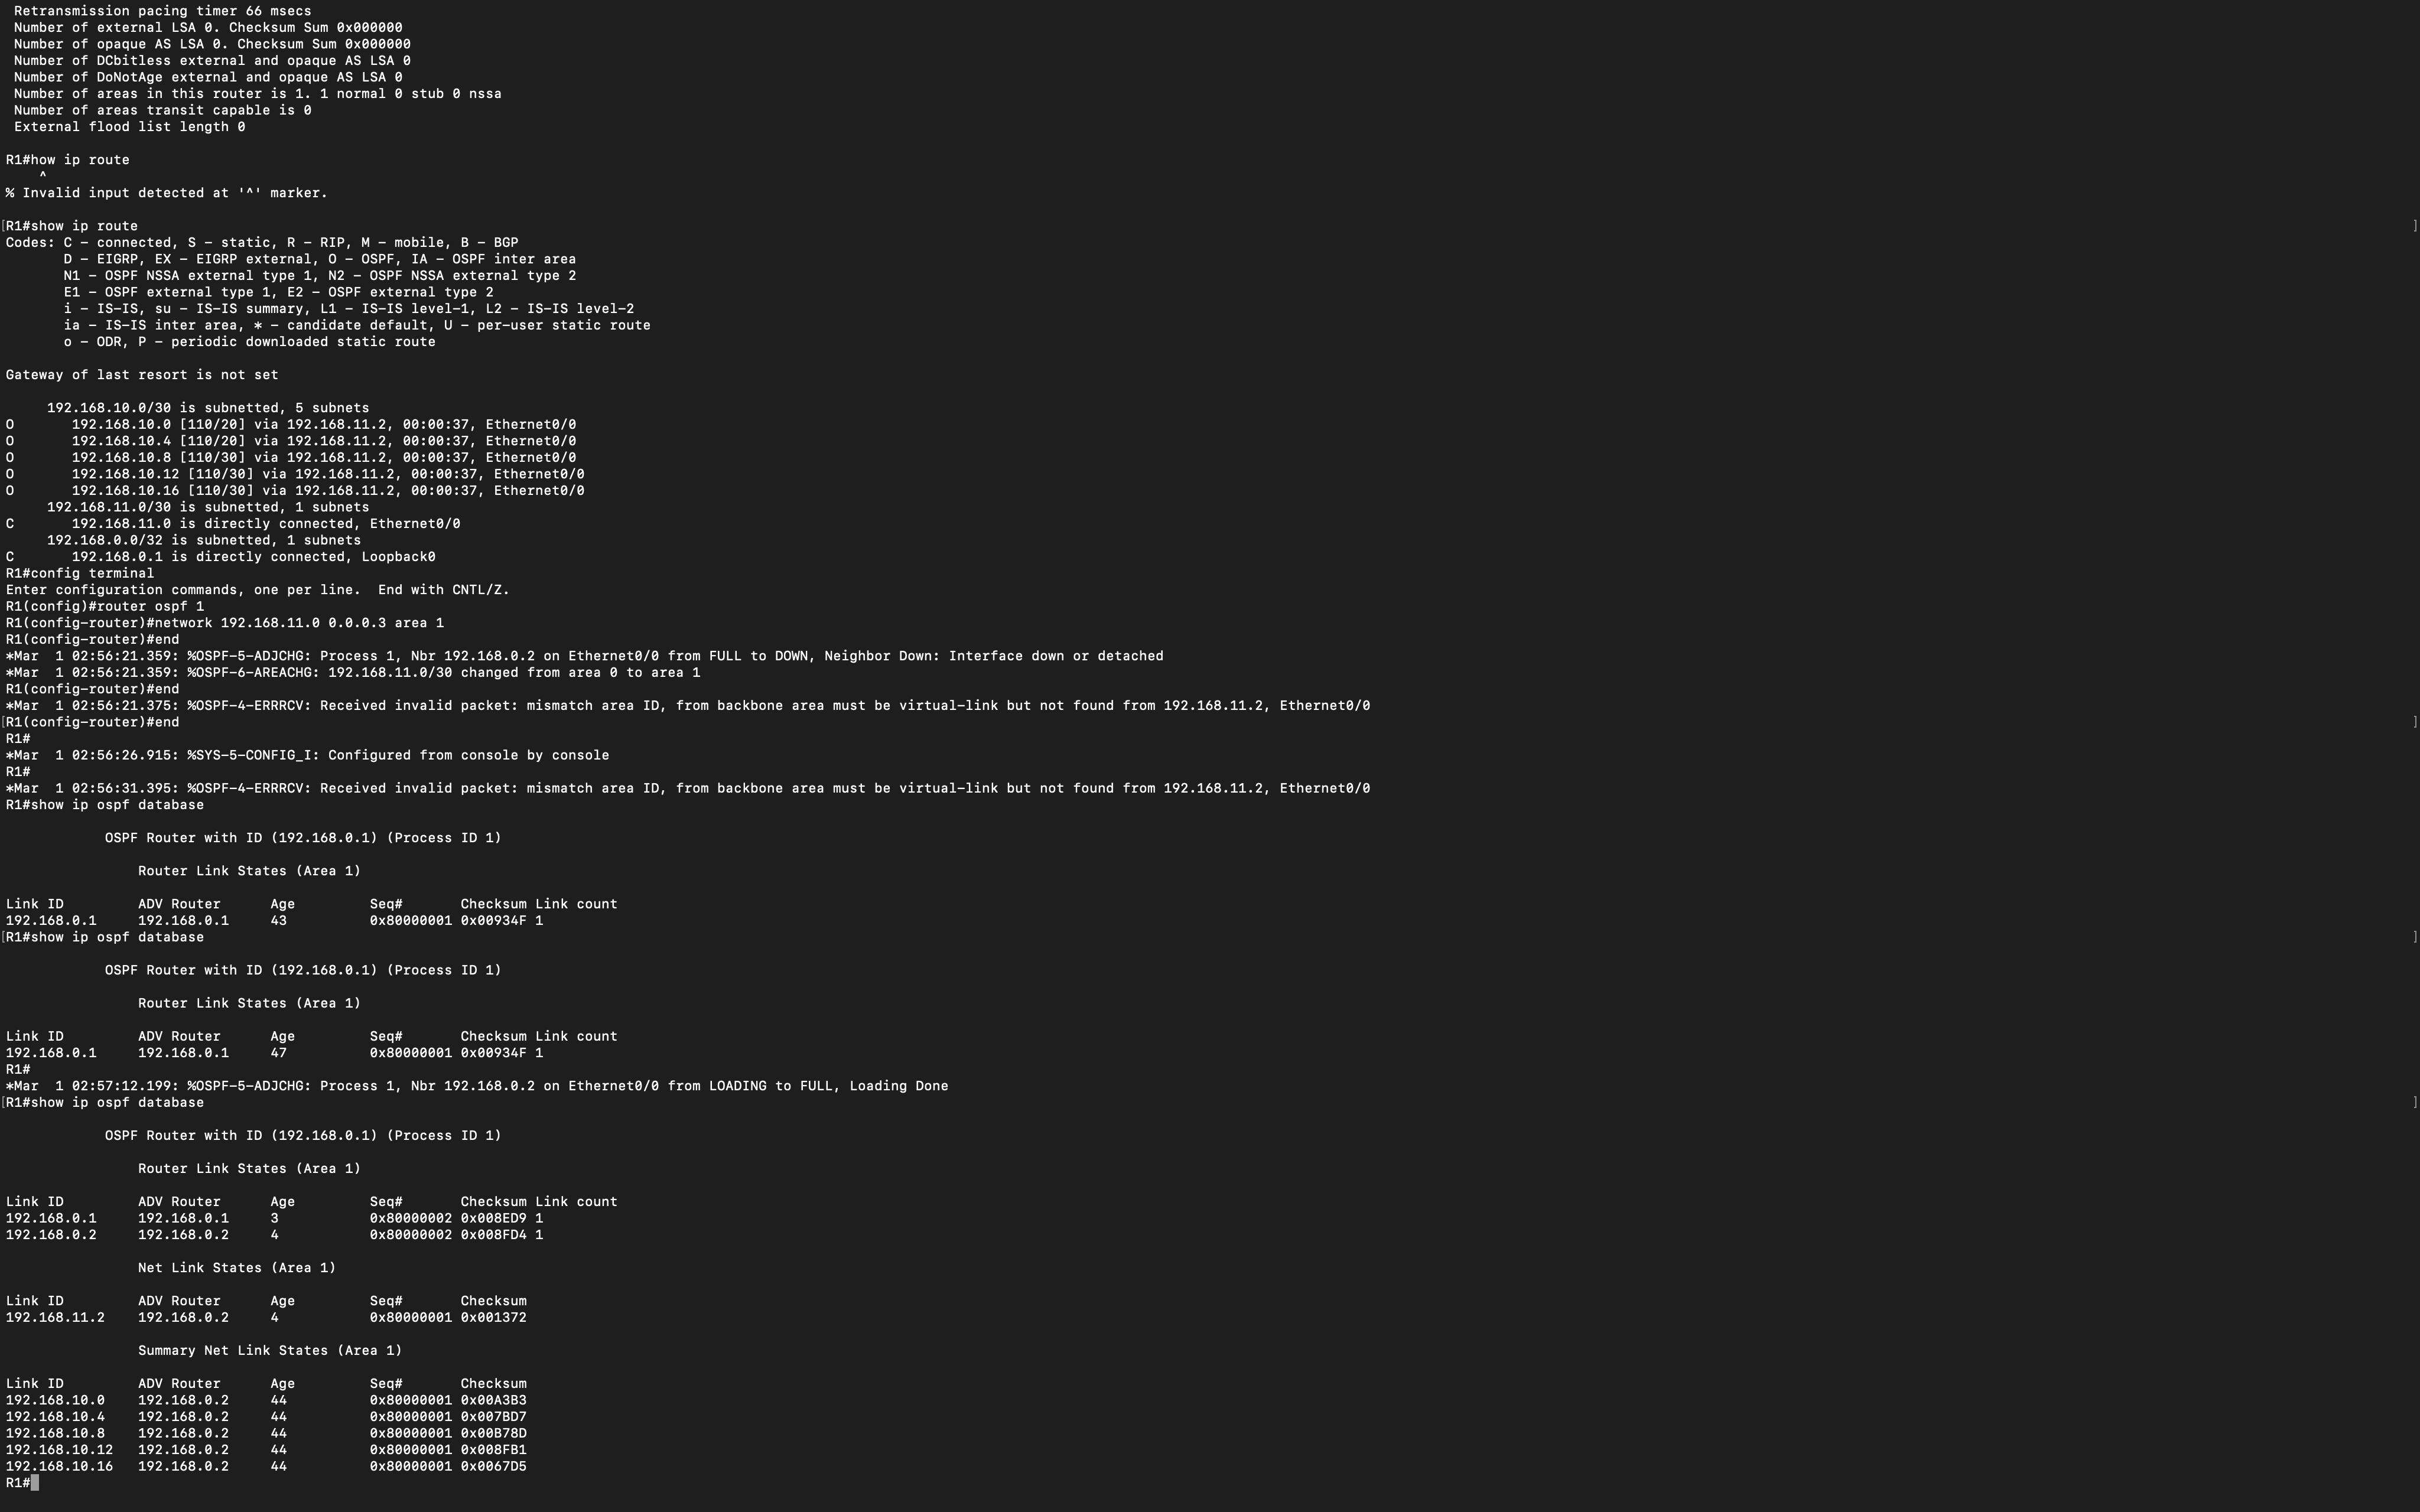 Retransmission pacing timer 66 msecs
Number of external LSA 0. Checksum Sum 0x000000
Number of opaque AS LSA 0. Checksum Sum 0x000000
Number of DCbitless external and opaque AS LSA 0
Number of DoNotAge external and opaque AS LSA 0
Number of areas in this router is 1. 1 normal 0 stub 0 nssa
Number of areas transit capable is 0
External flood list length 0
R1#how ip route
^
% Invalid input detected at '^' marker.
[R1#show ip route ]
Codes: C - connected, S - static, R - RIP, M - mobile, B - BGP
D - EIGRP, EX - EIGRP external, O - OSPF, IA - OSPF inter area
N1 - OSPF NSSA external type 1, N2 - OSPF NSSA external type 2
E1 - OSPF external type 1, E2 - OSPF external type 2
i - IS-IS, su - IS-IS summary, L1 - IS-IS level-1, L2 - IS-IS level-2
ia - IS-IS inter area, * - candidate default, U - per-user static route
o - ODR, P - periodic downloaded static route
Gateway of last resort is not set
192.168.10.0/30 is subnetted, 5 subnets
O 192.168.10.0 [110/20] via 192.168.11.2, 00:00:37, Ethernet0/0
O 192.168.10.4 [110/20] via 192.168.11.2, 00:00:37, Ethernet0/0
O 192.168.10.8 [110/30] via 192.168.11.2, 00:00:37, Ethernet0/0
O 192.168.10.12 [110/30] via 192.168.11.2, 00:00:37, Ethernet0/0
O 192.168.10.16 [110/30] via 192.168.11.2, 00:00:37, Ethernet0/0
192.168.11.0/30 is subnetted, 1 subnets
C 192.168.11.0 is directly connected, Ethernet0/0
192.168.0.0/32 is subnetted, 1 subnets
C 192.168.0.1 is directly connected, Loopback0
R1#config terminal
Enter configuration commands, one per line. End with CNTL/Z.
R1(config)#router ospf 1
R1(config-router)#network 192.168.11.0 0.0.0.3 area 1
R1(config-router)#end
*Mar 1 02:56:21.359: %OSPF-5-ADJCHG: Process 1, Nbr 192.168.0.2 on Ethernet0/0 from FULL to DOWN, Neighbor Down: Interface down or detached
*Mar 1 02:56:21.359: %OSPF-6-AREACHG: 192.168.11.0/30 changed from area 0 to area 1
R1(config-router)#end
*Mar 1 02:56:21.375: %OSPF-4-ERRRCV: Received invalid packet: mismatch area ID, from backbone area must be virtual-link but not found from 192.168.11.2, Ethernet0/0
[R1(config-router)#end ]
R1#
*Mar 1 02:56:26.915: %SYS-5-CONFIG_I: Configured from console by console
R1#
*Mar 1 02:56:31.395: %OSPF-4-ERRRCV: Received invalid packet: mismatch area ID, from backbone area must be virtual-link but not found from 192.168.11.2, Ethernet0/0
R1#show ip ospf database
OSPF Router with ID (192.168.0.1) (Process ID 1)
Router Link States (Area 1)
Link ID ADV Router Age Seq# Checksum Link count
192.168.0.1 192.168.0.1 43 0x80000001 0x00934F 1
[R1#show ip ospf database ]
OSPF Router with ID (192.168.0.1) (Process ID 1)
Router Link States (Area 1)
Link ID ADV Router Age Seq# Checksum Link count
192.168.0.1 192.168.0.1 47 0x80000001 0x00934F 1
R1#
*Mar 1 02:57:12.199: %OSPF-5-ADJCHG: Process 1, Nbr 192.168.0.2 on Ethernet0/0 from LOADING to FULL, Loading Done
[R1#show ip ospf database ]
OSPF Router with ID (192.168.0.1) (Process ID 1)
Router Link States (Area 1)
Link ID ADV Router Age Seq# Checksum Link count
192.168.0.1 192.168.0.1 3 0x80000002 0x008ED9 1
192.168.0.2 192.168.0.2 4 0x80000002 0x008FD4 1
Net Link States (Area 1)
Link ID ADV Router Age Seq# Checksum
192.168.11.2 192.168.0.2 4 0x80000001 0x001372
Summary Net Link States (Area 1)
Link ID ADV Router Age Seq# Checksum
192.168.10.0 192.168.0.2 44 0x80000001 0x00A3B3
192.168.10.4 192.168.0.2 44 0x80000001 0x007BD7
192.168.10.8 192.168.0.2 44 0x80000001 0x00B78D
192.168.10.12 192.168.0.2 44 0x80000001 0x008FB1
192.168.10.16 192.168.0.2 44 0x80000001 0x0067D5
R1#